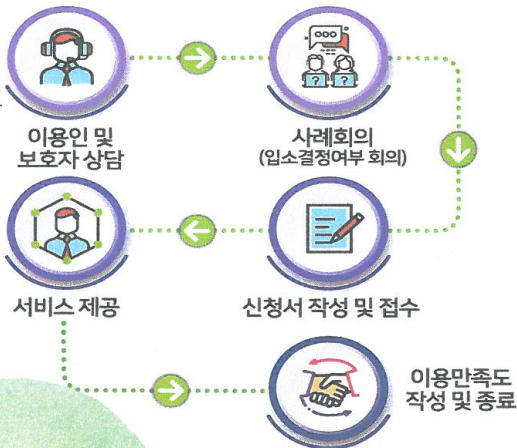 이용인 및
보호자 상담
사례회의
(입소결정여부 회의)
신청서 작성 및 접수
서비스 제공
이용만족도
작성 및 종료